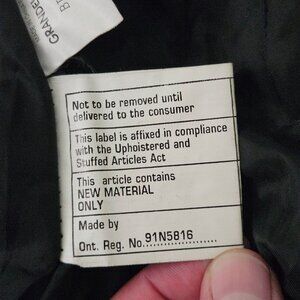 GRANDE
Not to be removed until
delivered to the consumer
This label is affixed in compliance
with the Upholstered and
Stuffed Articles Act
This article contains
NEW MATERIAL
ONLY
Made by
Ont. Reg. No. 91N5816